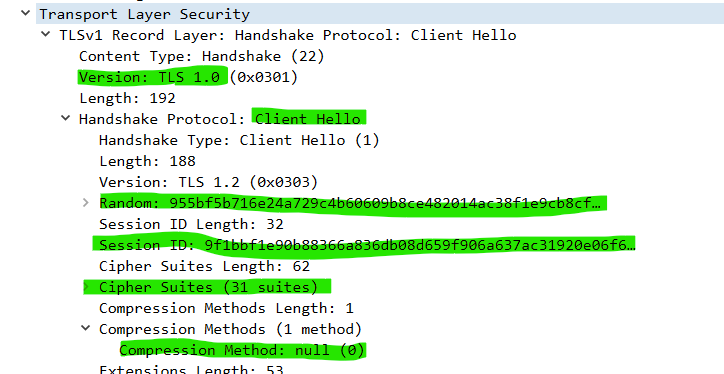 Transport Layer Security
TLSv1 Record Layer: Handshake Protocol: Client Hello
Content Type: Handshake (22)
Version: TLS 1.0 (0x0301)
Length: 192
Handshake Protocol: Client Hello
Handshake Type: Client Hello (1)
Length: 188
Version: TLS 1.2 (0x0303)
Random: 955bf5b716e24a729c4b60609b8ce482014ac38f1e9cb8cf…
Session ID Length: 32
Session ID: 9f1bbf1e90b88366a836db08d659f906a637ac31920e06f6…
Cipher Suites Length: 62
Cipher Suites (31 suites)
Compression Methods Length: 1
Compression Methods (1 method)
Compression Method: null (0)
Extensions Length: 53